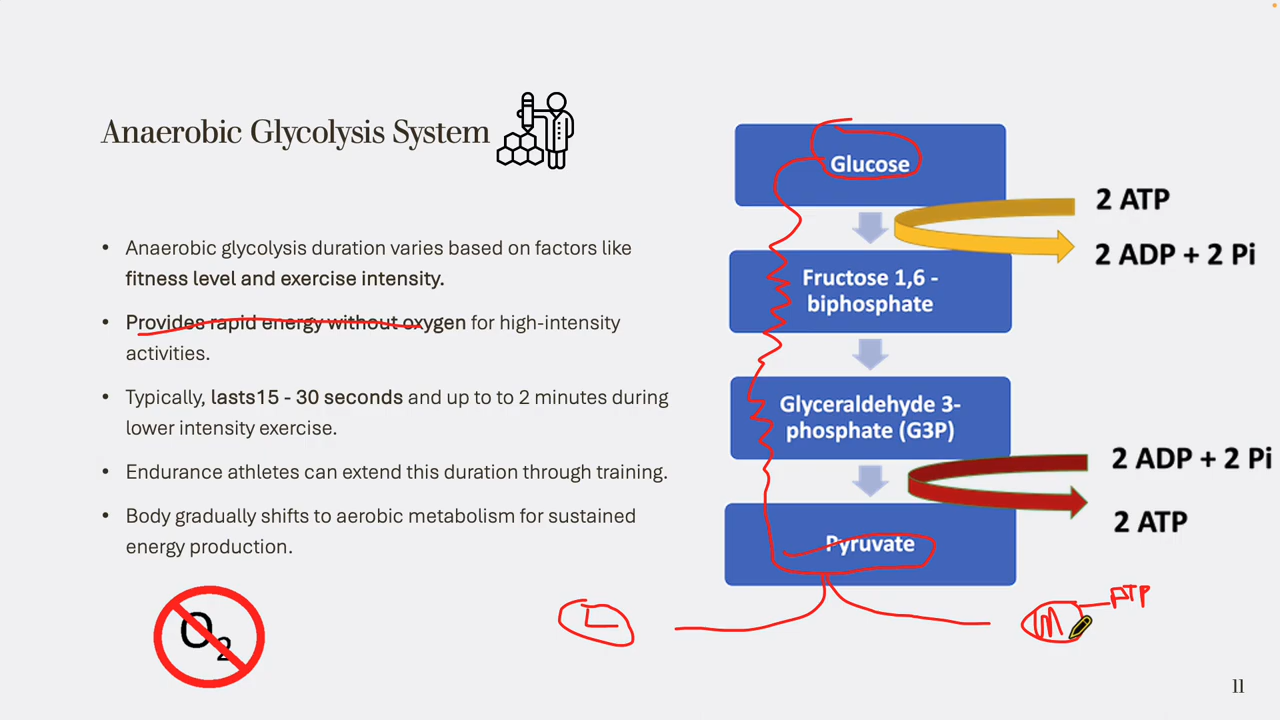 Anaerobic Glycolysis System
• Anaerobic glycolysis duration varies based on factors like
fitness level and exercise intensity.
• Provides rapid energy without oxygen for high-intensity
activities.
• Typically, lasts15 - 30 seconds and up to to 2 minutes during
lower intensity exercise.
• Endurance athletes can extend this duration through training.
• Body gradually shifts to aerobic metabolism for sustained
energy production.
O2
Glucose
2 ATP
2 ADP + 2 Pi
Fructose 1,6 -
biphosphate
Glyceraldehyde 3-
phosphate (G3P)
2 ADP + 2 Pi
2 ATP
Pyruvate
L
M
ATP
11